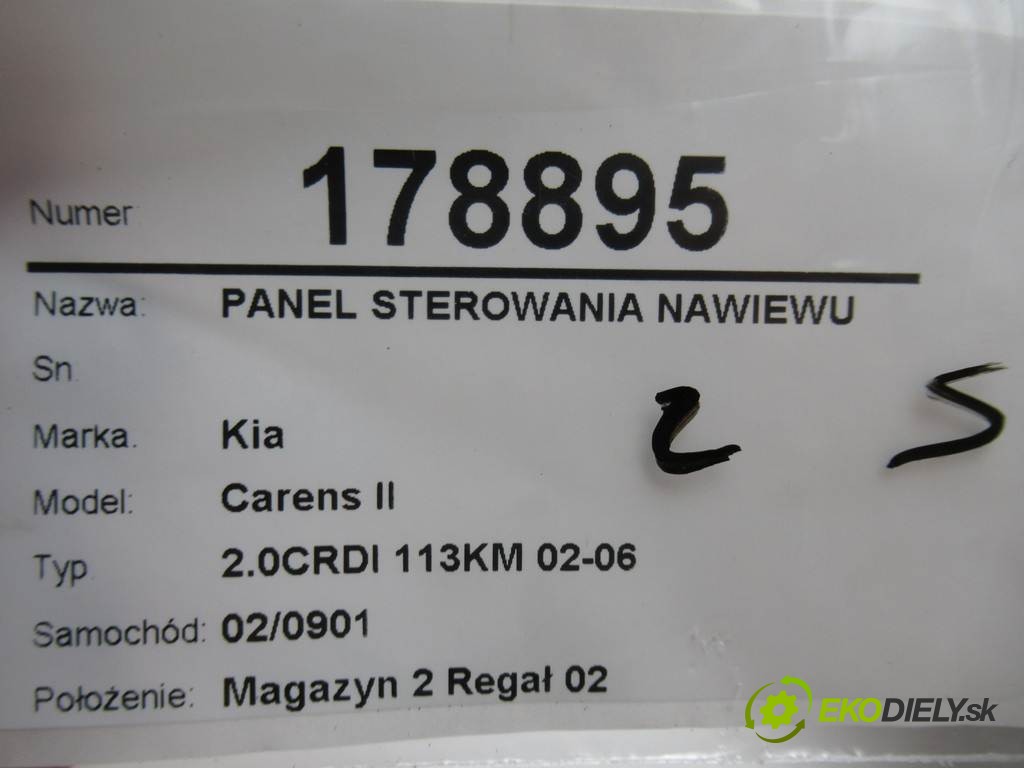 Numer 178895
Nazwa: PANEL STEROWANIA NAWIEWU
Sn
Marka. Kia
2 5
Model: Carens II
Typ 2.0CRDI 113KM 02-06
Samochód: 02/0901
Położenie: Magazyn 2 Regał 02
EKODIELY.sk